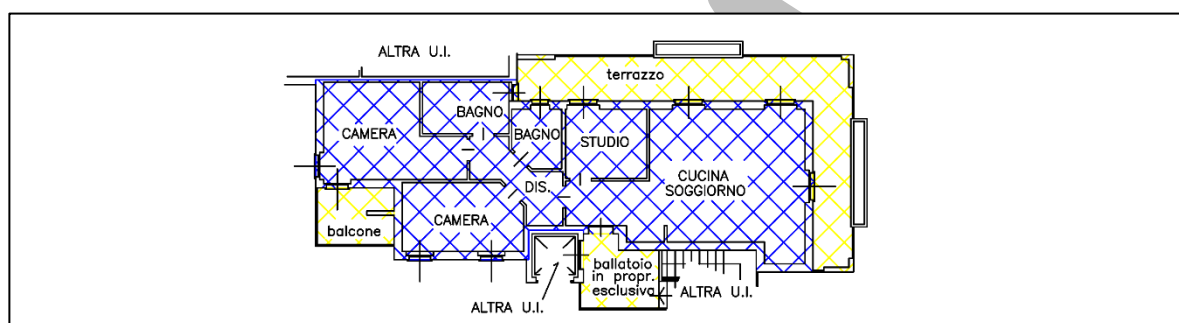 ALTRA U.I.
terrazzo
BAGNO
CAMERA
BAGNO
STUDIO
CUCINA
SOGGIORNO
DIS.
CAMERA
balcone
ballatoio
in propr.
esclusiva
ALTRA U.I.
ALTRA U.I.